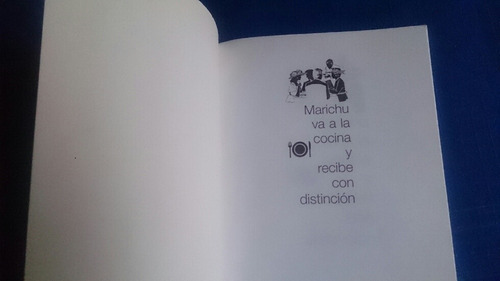 Marichu
va a la
cocina
y
recibe
con
distinción